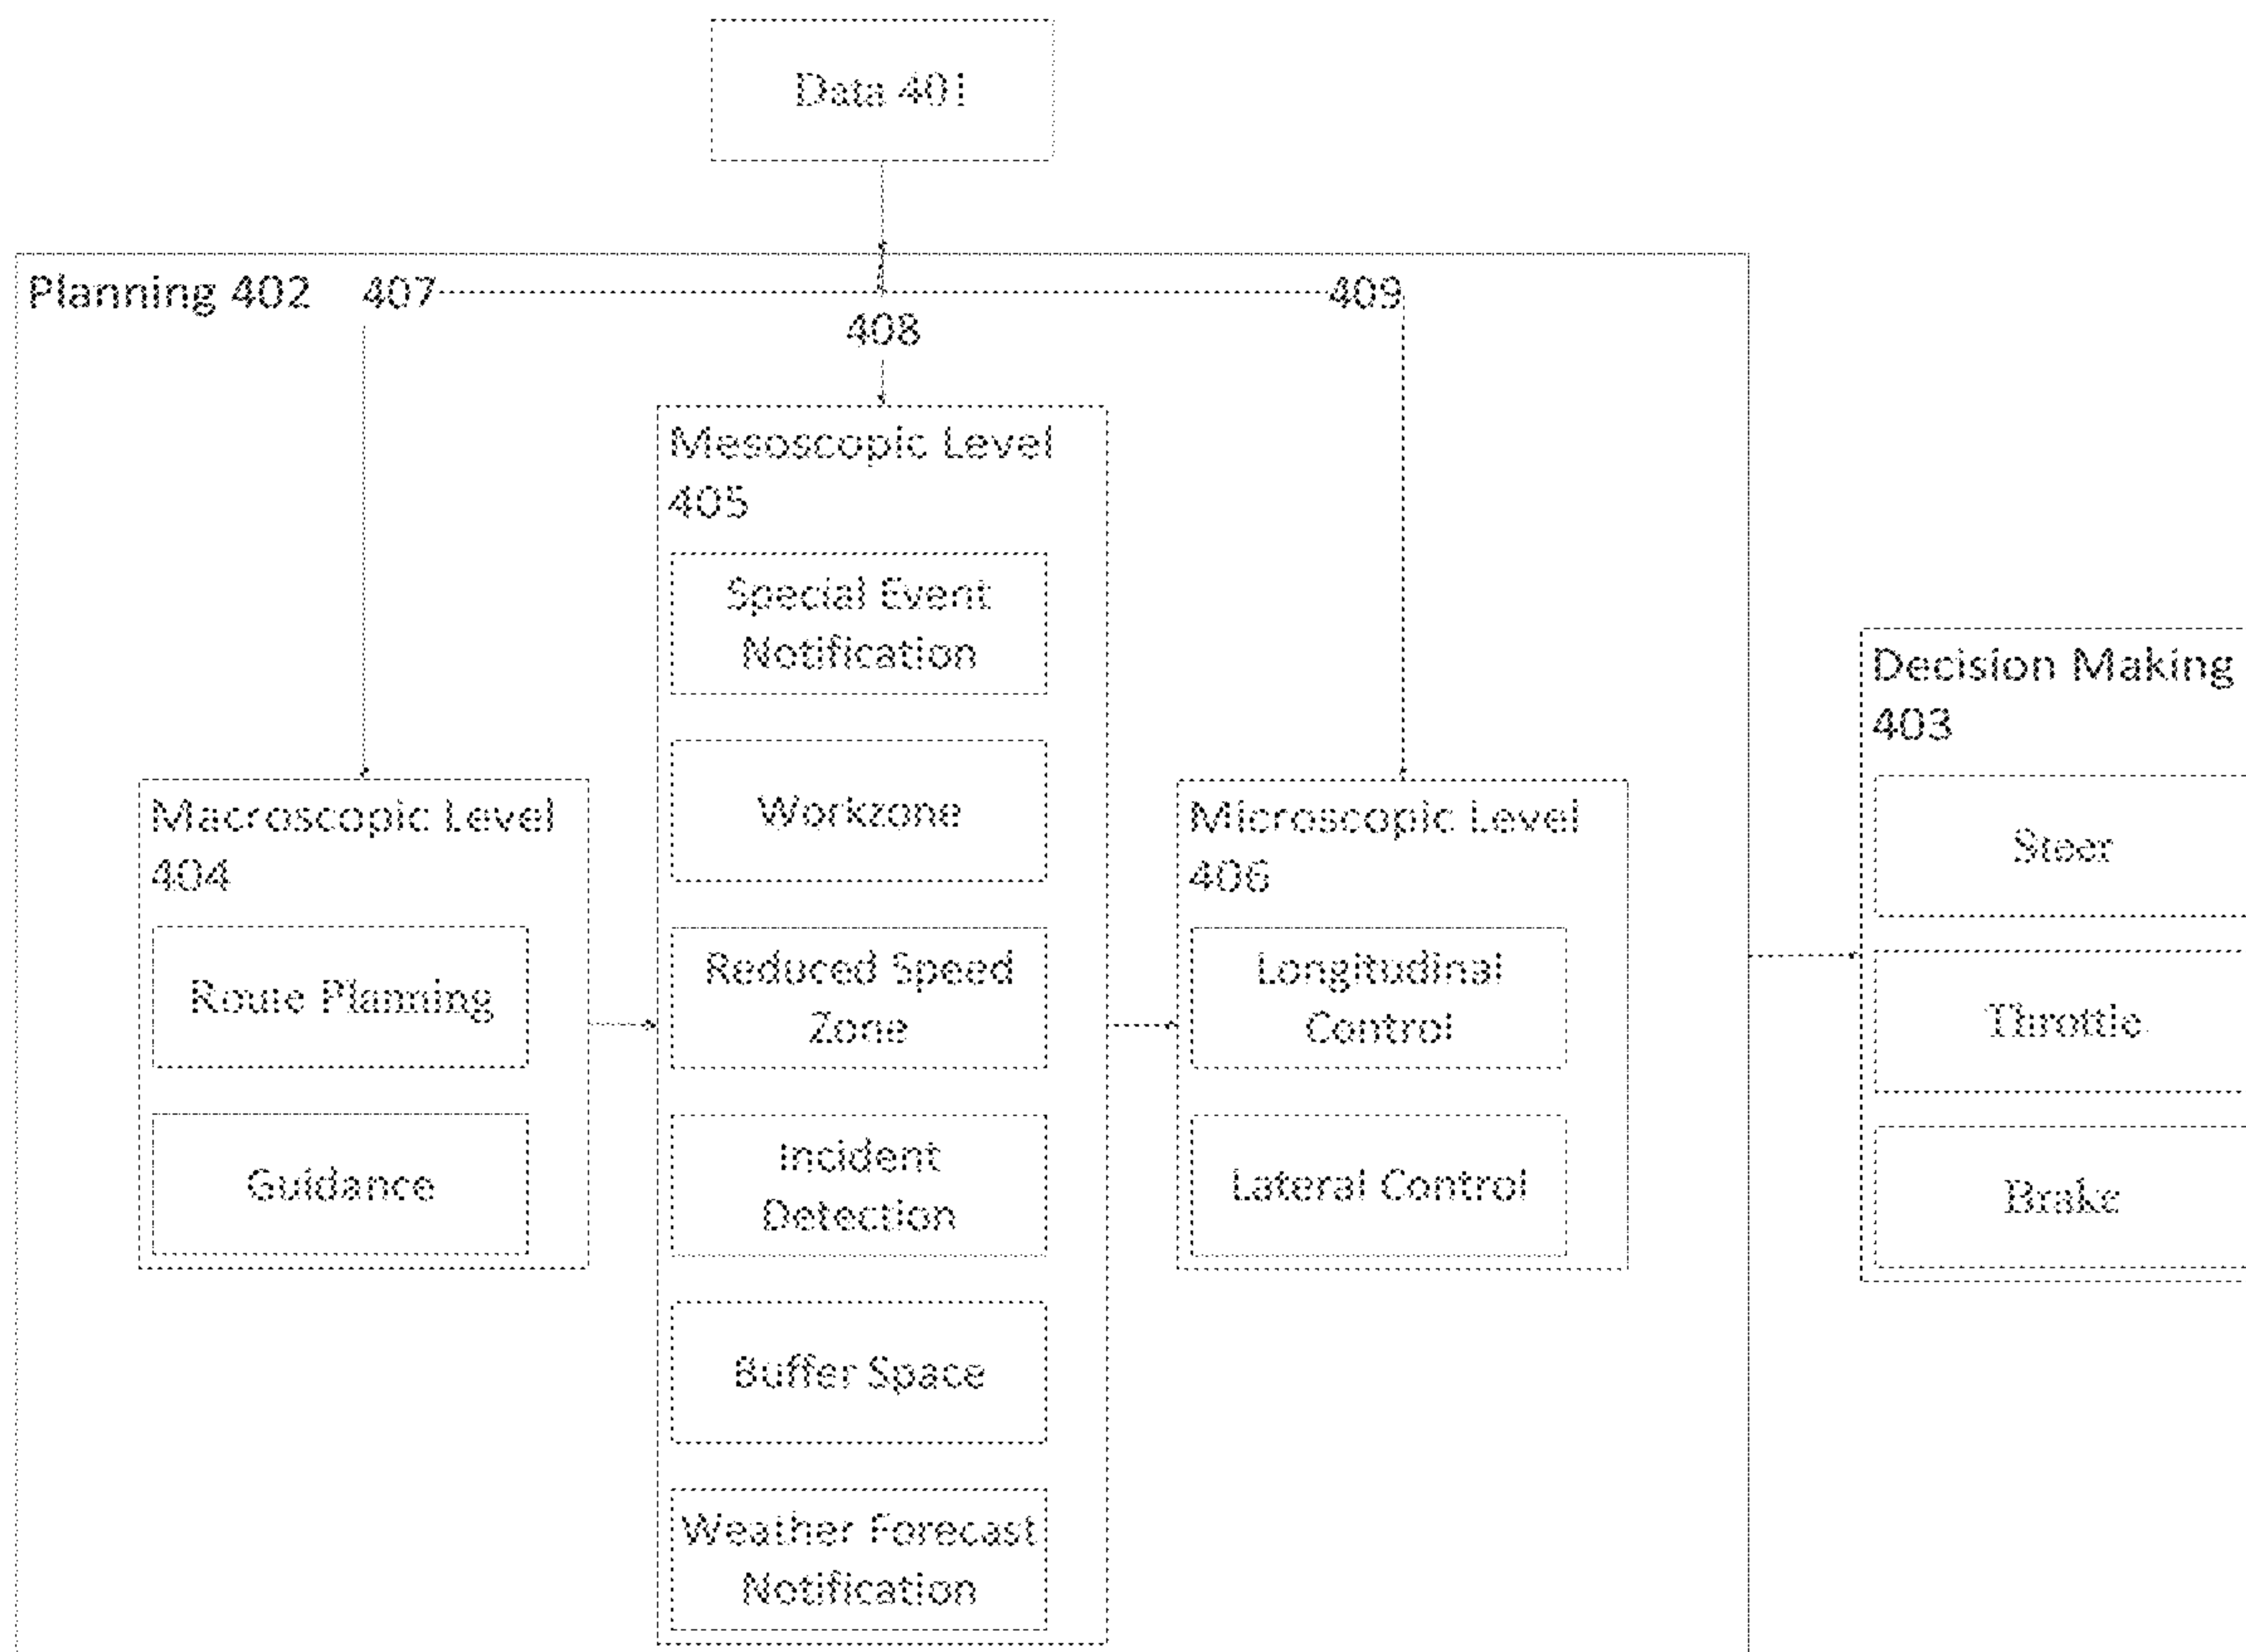 Data 401
Planning 402
407
409
408
Mesoscopic Level
405
Special Event
Notification
Workzone
Reduced Speed
Zone
Incident
Detection
Buffer Space
Weather Forecast
Notification
Macroscopic Level
404
Route Planning
Guidance
Microscopic Level
406
Longitudinal
Control
Lateral Control
Decision Making
403
Steer
Throttle
Brake